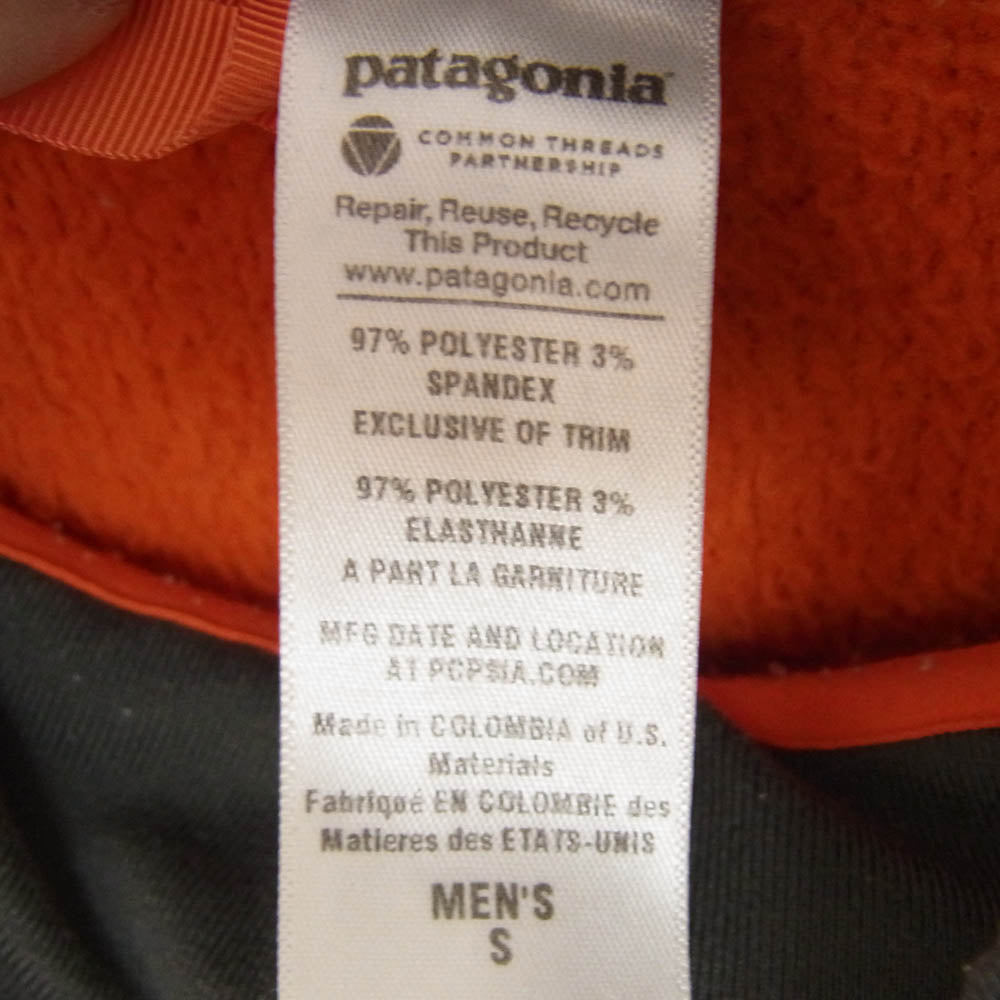 patagonia
COMMON THREADS
PARTNERSHIP
Repair, Reuse, Recycle
This Product
www.patagonia.com
97% POLYESTER 3%
SPANDEX
EXCLUSIVE OF TRIM
97% POLYESTER 3%
ELASTHANNE
A PART LA GARNITURE
MFG DATE AND LOCATION
AT PCPSIA.COM
Made in COLOMBIA of U.S.
Materials
Fabriqué EN COLOMBIE des
Matieres des ETATS-UNIS
MEN'S
S